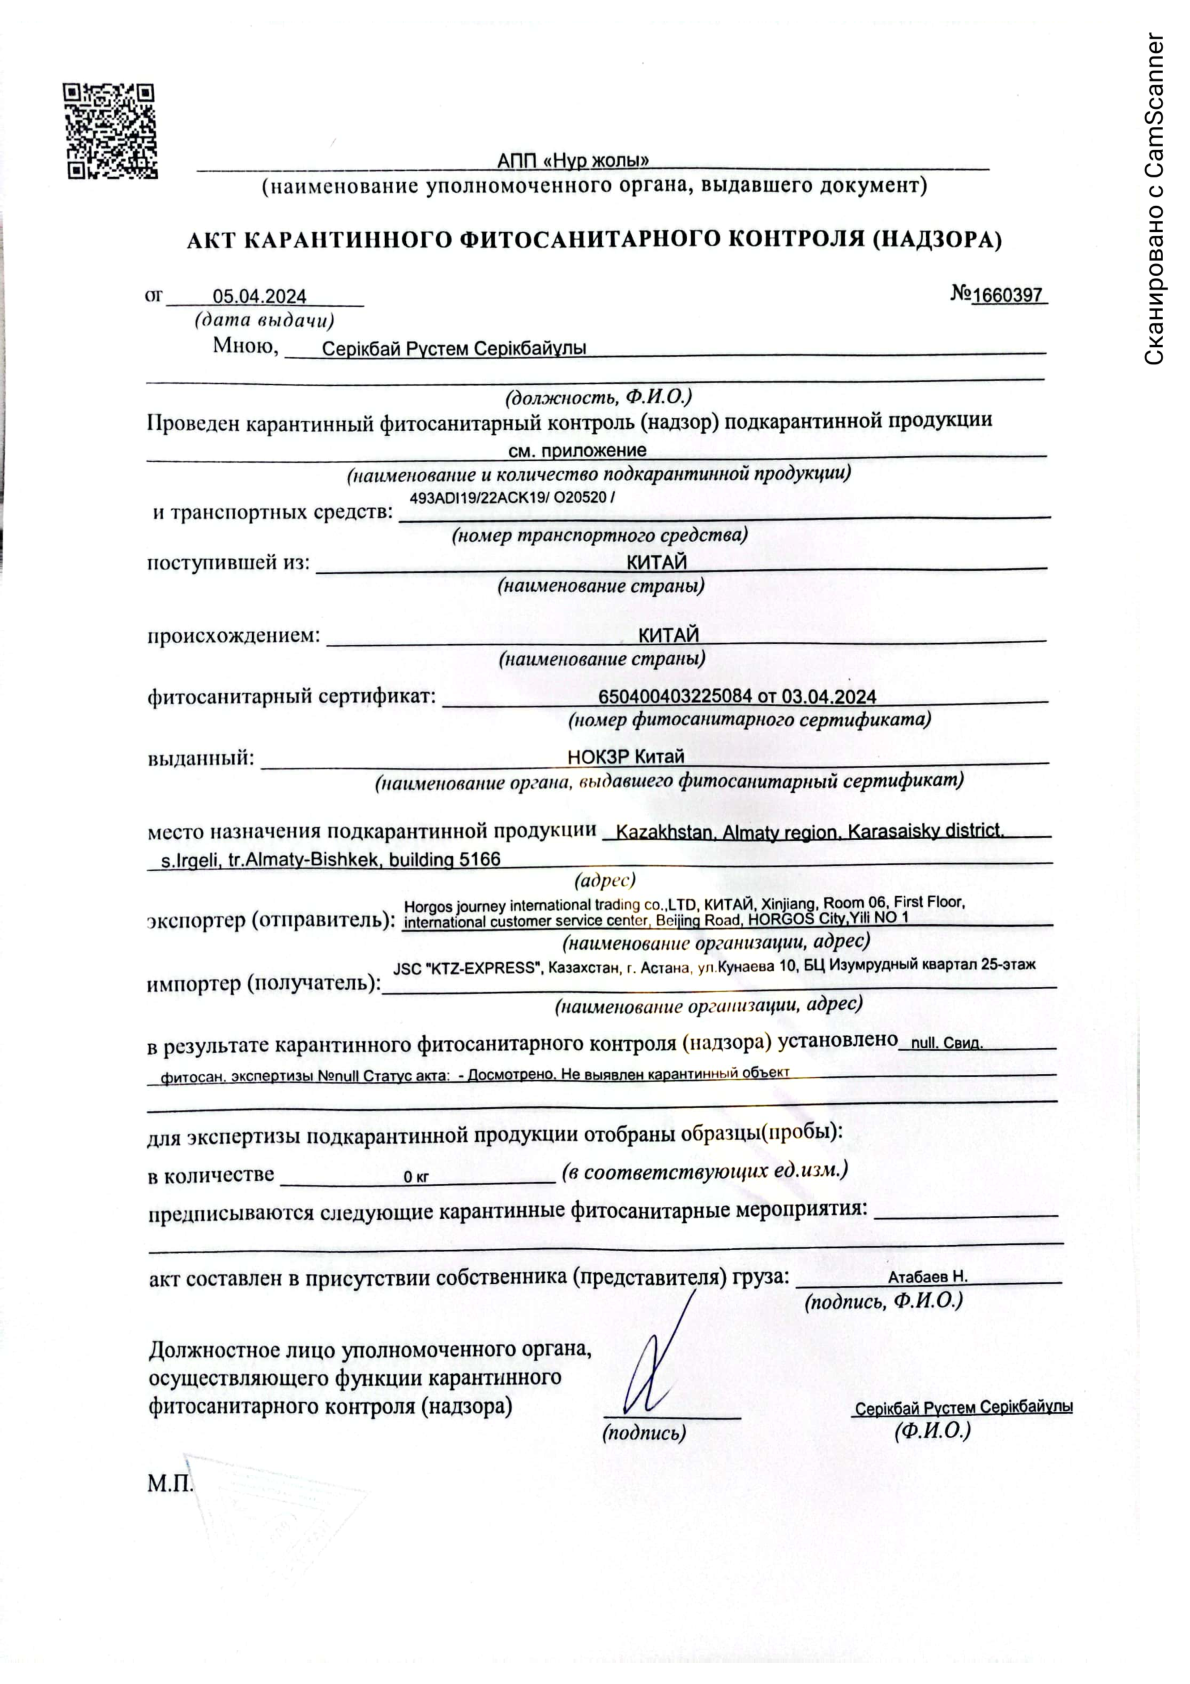 АПП «Нур жолы»
(наименование уполномоченного органа, выдавшего документ)
АКТ КАРАНТИННОГО ФИТОСАНИТАРНОГО КОНТРОЛЯ (НАДЗОРА)
от 05.04.2024 №1660397
(дата выдачи)
Мною, Серікбай Рүстем Серікбайұлы
(должность, Ф.И.О.)
Проведен карантинный фитосанитарный контроль (надзор) подкарантинной продукции
см. приложение
(наименование и количество подкарантинной продукции)
493ADI19/22ACK19/ O20520 /
и транспортных средств:
(номер транспортного средства)
поступившей из: КИТАЙ
(наименование страны)
происхождением: КИТАЙ
(наименование страны)
фитосанитарный сертификат: 650400403225084 от 03.04.2024
(номер фитосанитарного сертификата)
выданный: НОКЗР Китай
(наименование органа, выдавшего фитосанитарный сертификат)
место назначения подкарантинной продукции Kazakhstan, Almaty region, Karasaisky district,
s.Irgeli, tr.Almaty-Bishkek, building 5166
(адрес)
Horgos journey international trading co.,LTD, КИТАЙ, Xinjiang, Room 06, First Floor,
экспортер (отправитель): international customer service center, Beijing Road, HORGOS City,Yili NO 1
(наименование организации, адрес)
JSC "KTZ-EXPRESS", Казахстан, г. Астана, ул.Кунаева 10, БЦ Изумрудный квартал 25-этаж
импортер (получатель):
(наименование организации, адрес)
в результате карантинного фитосанитарного контроля (надзора) установлено null. Свид.
фитосан. экспертизы №null Статус акта: - Досмотрено. Не выявлен карантинный объект
для экспертизы подкарантинной продукции отобраны образцы(пробы):
в количестве 0 кг (в соответствующих ед.изм.)
предписываются следующие карантинные фитосанитарные мероприятия:
акт составлен в присутствии собственника (представителя) груза: Атабаев Н.
(подпись, Ф.И.О.)
Должностное лицо уполномоченного органа,
осуществляющего функции карантинного
фитосанитарного контроля (надзора) Серікбай Рүстем Серікбайұлы
(подпись) (Ф.И.О.)
М.П.
Сканировано с CamScanner